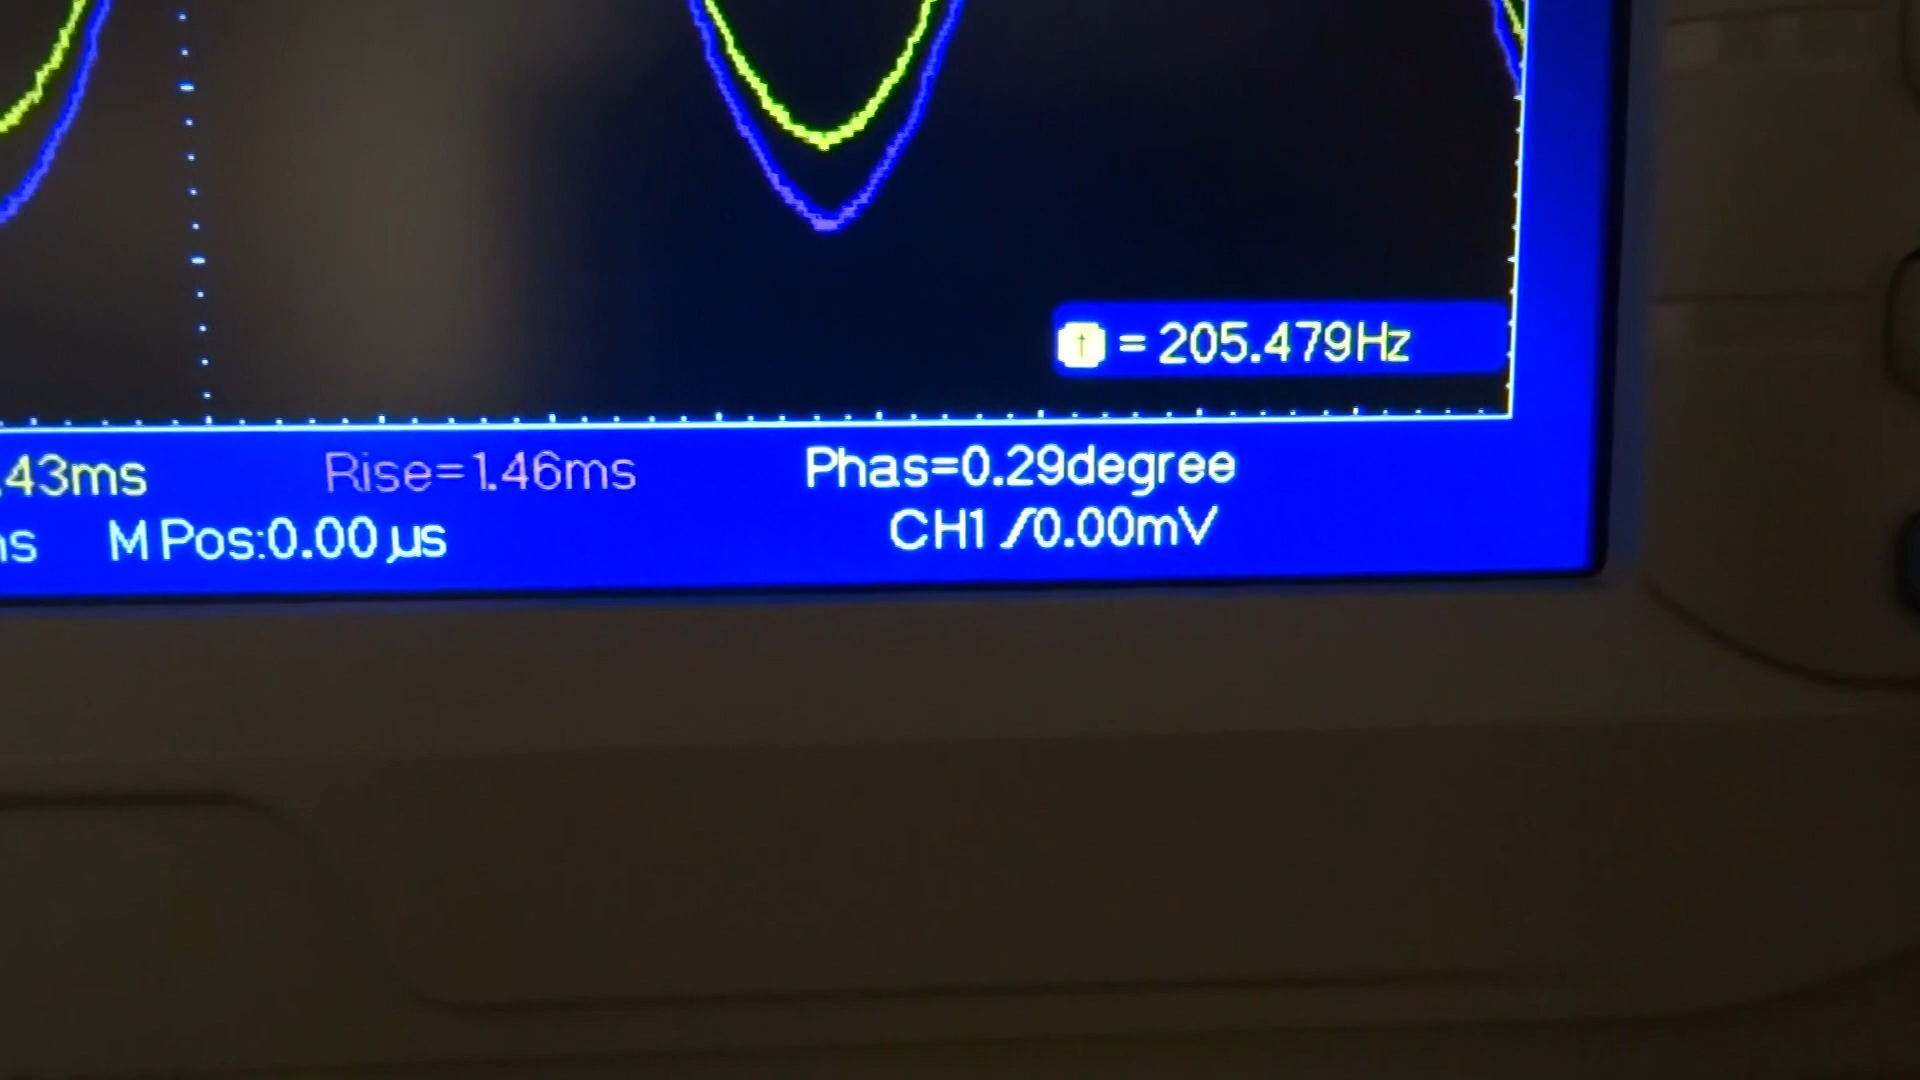 = 205.479Hz
.43ms Rise=1.46ms Phas=0.29degree
M Pos:0.00 µs CH1 /0.00mV